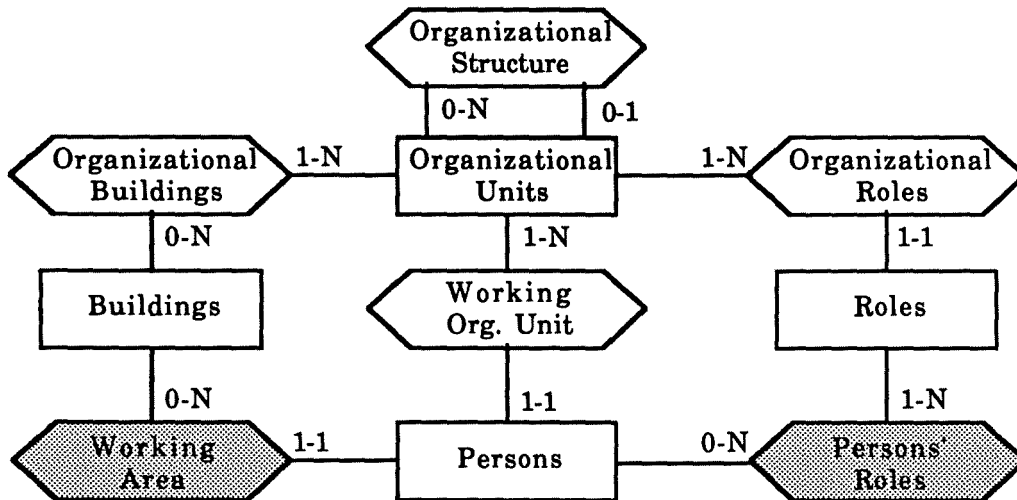 Organizational
Structure
0-N
0-1
Organizational
Buildings
1-N
Organizational
Units
1-N
Organizational
Roles
0-N
1-N
1-1
Buildings
Working
Org. Unit
Roles
0-N
1-1
1-N
Working
Area
1-1
Persons
0-N
Persons'
Roles